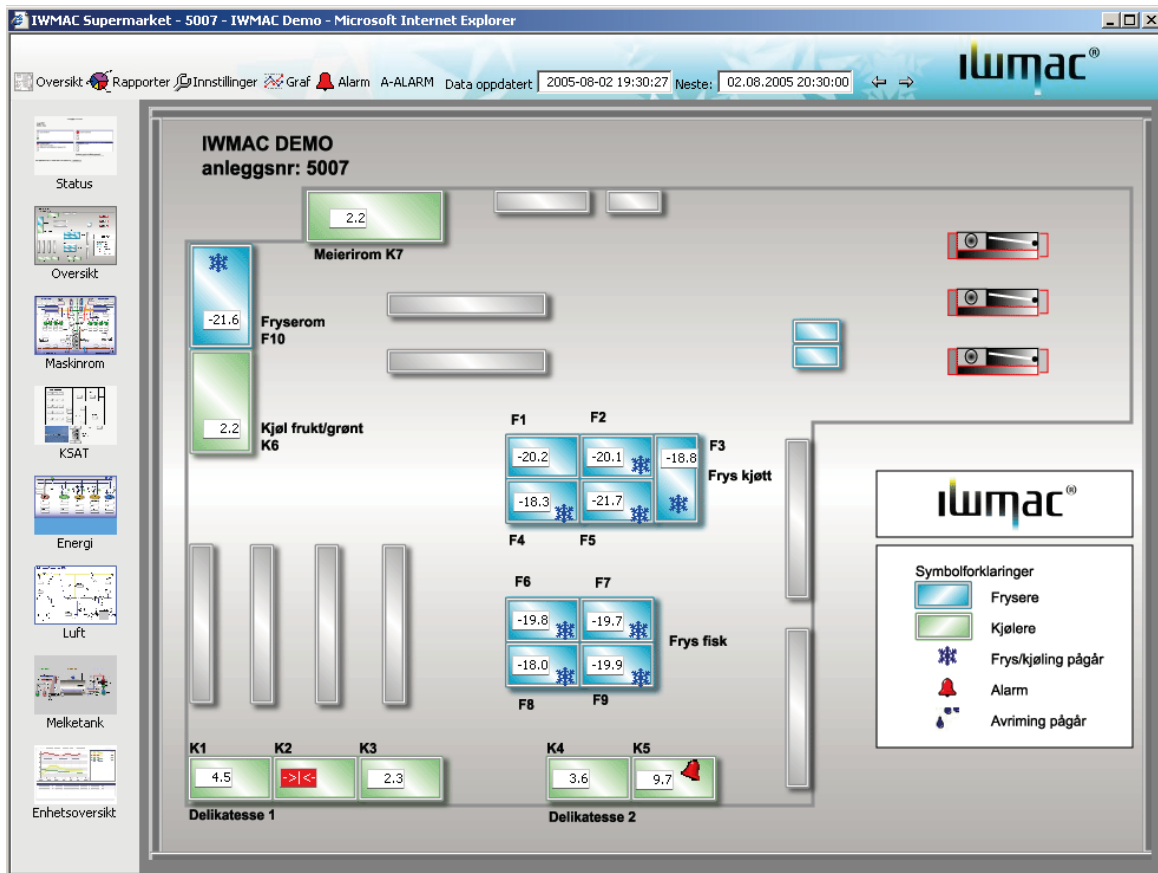 IWMAC Supermarket - 5007 - IWMAC Demo - Microsoft Internet Explorer
Oversikt Rapporter Innstillinger Graf Alarm A-ALARM Data oppdatert 2005-08-02 19:30:27 Neste: 02.08.2005 20:30:00
iwmac®
Status
Oversikt
Maskinrom
KSAT
Energi
Luft
Melketank
Enhetsoversikt
IWMAC DEMO
anleggsnr: 5007
2.2
Meierirom K7
-21.6
Fryserom
F10
2.2
Kjøl frukt/grønt
K6
F1 F2
-20.2 -20.1 -18.8 F3
Frys kjøtt
-18.3 -21.7
F4 F5
F6 F7
-19.8 -19.7
Frys fisk
-18.0 -19.9
F8 F9
K1 K2 K3 K4 K5
4.5 ->|<- 2.3 3.6 9.7
Delikatesse 1 Delikatesse 2
iwmac®
Symbolforklaringer
Frysere
Kjølere
Frys/kjøling pågår
Alarm
Avriming pågår